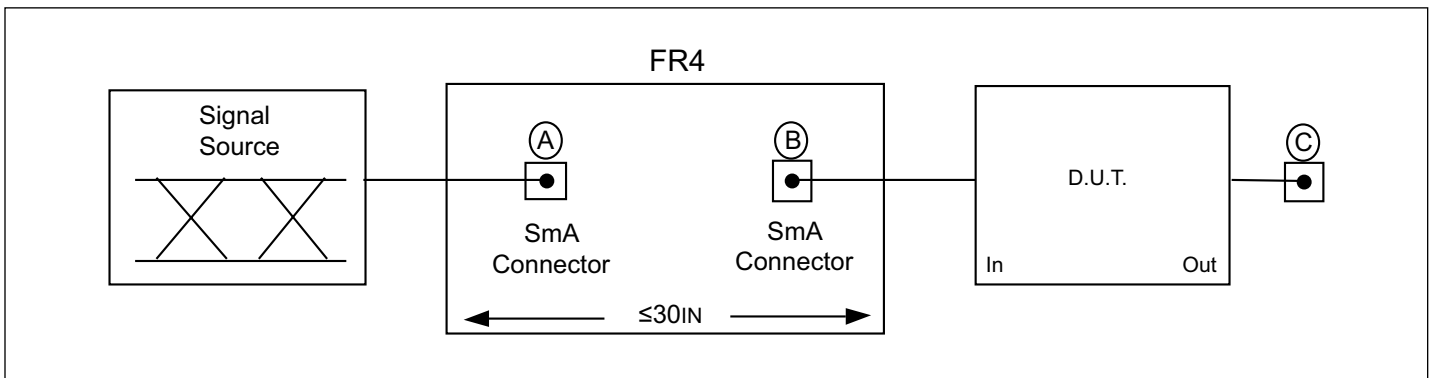 FR4
Signal
Source
A
SmA
Connector
B
SmA
Connector
≤30IN
D.U.T.
In
Out
C